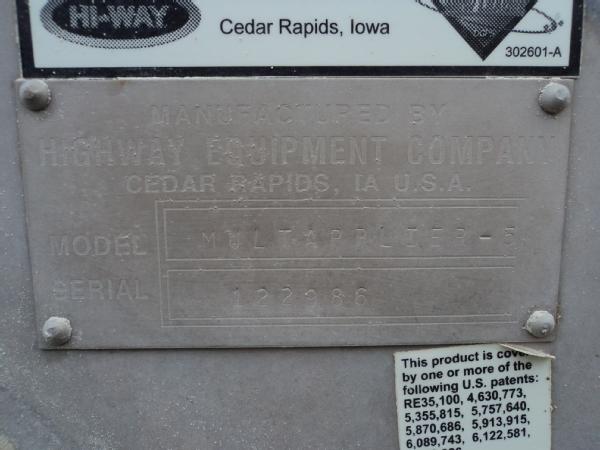 HI-WAY
Cedar Rapids, Iowa
302601-A
MANUFACTURED BY
HIGHWAY EQUIPMENT COMPANY
CEDAR RAPIDS, IA U.S.A.
MODEL MULTAPPLIER-5
SERIAL 122986
This product is
by one or more of the
following U.S. patents:
RE35,100, 4,630,773,
5,355,815, 5,757,640,
5,870,686, 5,913,915,
6,089,743, 6,122,581,